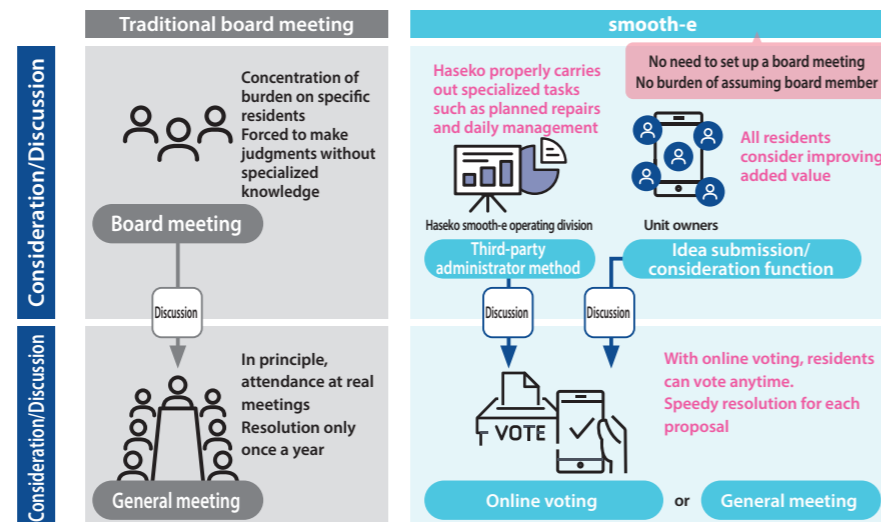 Traditional board meeting
smooth-e
Consideration/Discussion
Concentration of
burden on specific
residents
Forced to make
judgments without
specialized
knowledge
Board meeting
Discussion
Haseko properly carries
out specialized tasks
such as planned repairs
and daily management
No need to set up a board meeting
No burden of assuming board member
All residents
consider improving
added value
Haseko smooth-e operating division
Unit owners
Third-party
administrator method
Idea submission/
consideration function
Discussion
Discussion
Consideration/Discussion
In principle,
attendance at real
meetings
Resolution only
once a year
General meeting
VOTE
With online voting, residents
can vote anytime.
Speedy resolution for each
proposal
Online voting
or
General meeting